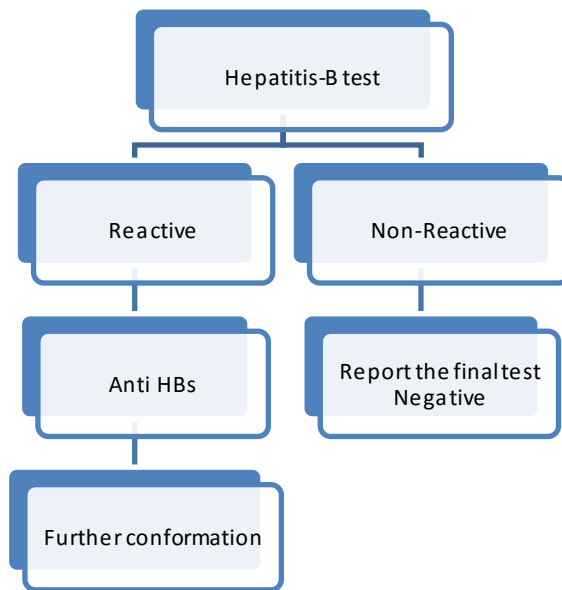 Hepatitis-B test
Reactive
Non-Reactive
Anti HBs
Report the final test
Negative
Further conformation